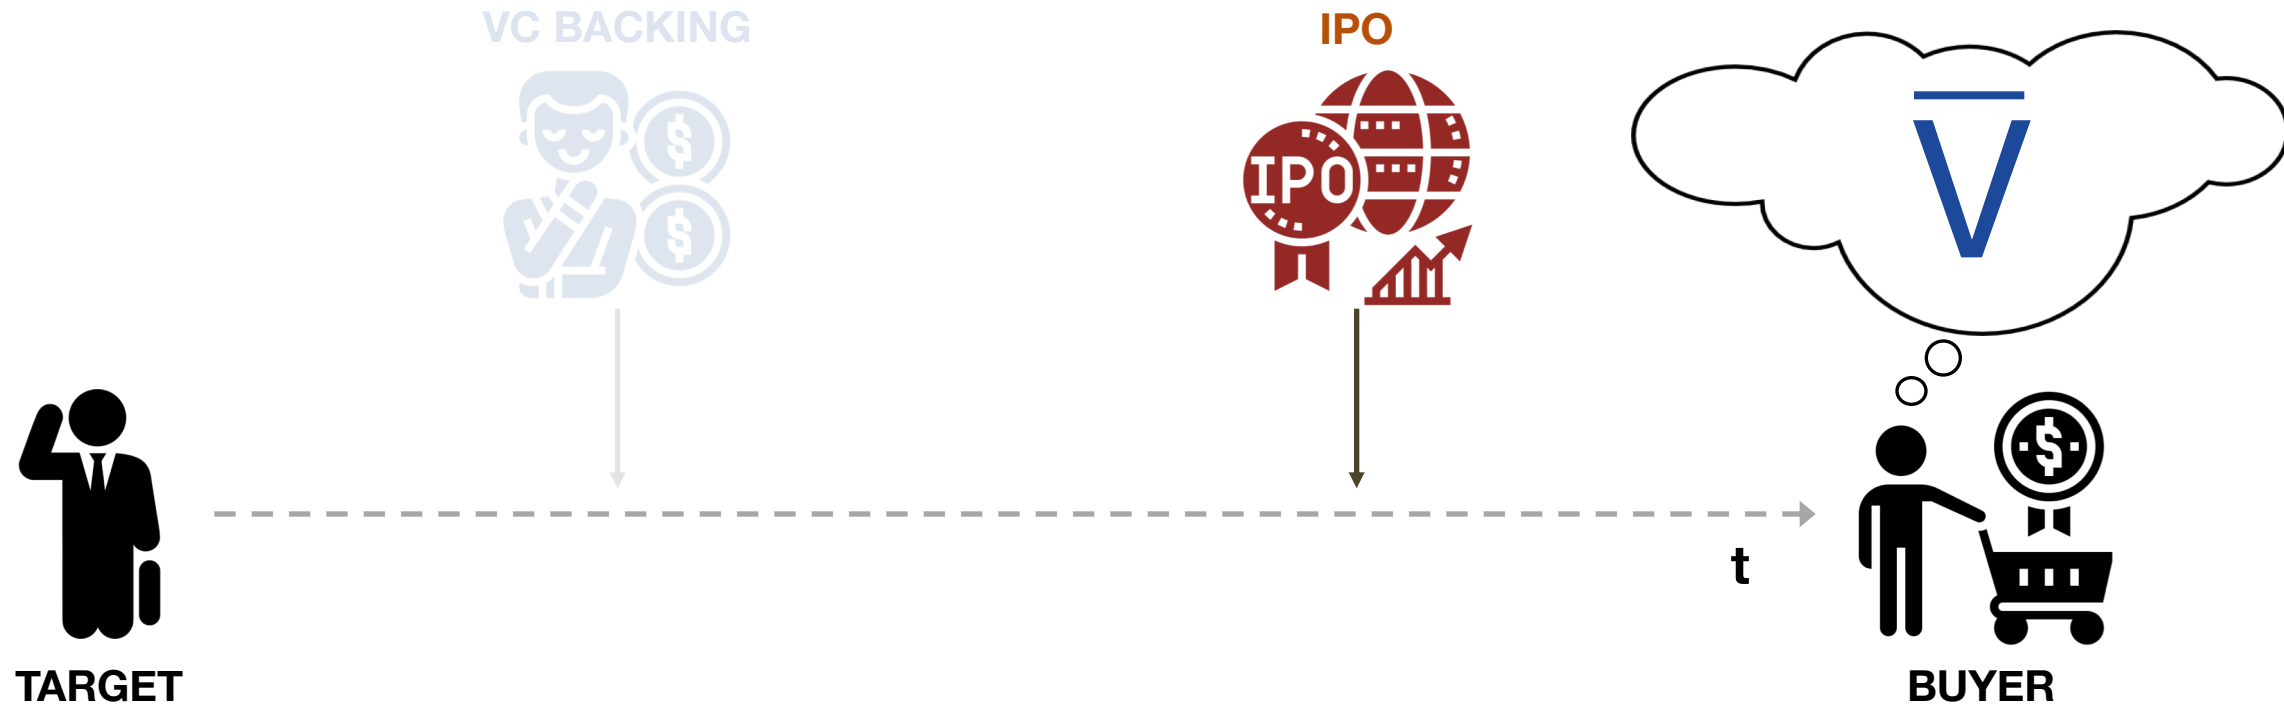 VC BACKING
IPO
$
IPO
$
V̅
$
t
TARGET
BUYER